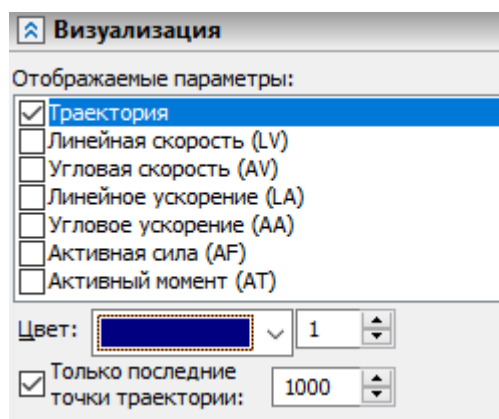 Визуализация
Отображаемые параметры:
Траектория
Линейная скорость (LV)
Угловая скорость (AV)
Линейное ускорение (LA)
Угловое ускорение (AA)
Активная сила (AF)
Активный момент (AT)
Цвет: 1
Только последние
точки траектории: 1000